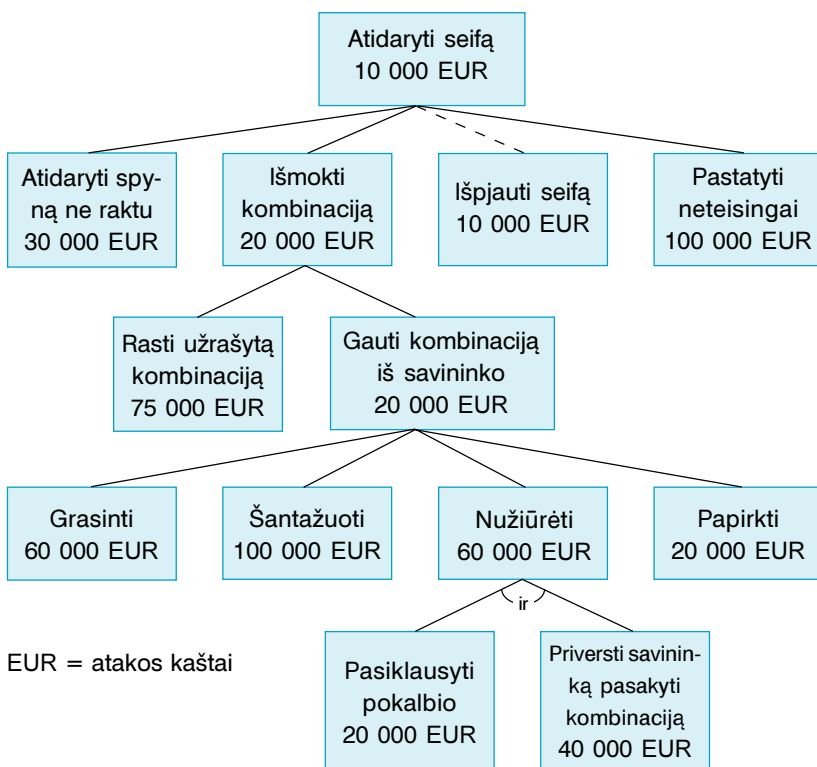 Atidaryti seifą
10 000 EUR
Atidaryti spy-
ną ne raktu
30 000 EUR
Išmokti
kombinaciją
20 000 EUR
Išpjauti seifą
10 000 EUR
Pastatyti
neteisingai
100 000 EUR
Rasti užrašytą
kombinaciją
75 000 EUR
Gauti kombinaciją
iš savininko
20 000 EUR
Grasinti
60 000 EUR
Šantažuoti
100 000 EUR
Nužiūrėti
60 000 EUR
Papirkti
20 000 EUR
ir
EUR = atakos kaštai
Pasiklausyti
pokalbio
20 000 EUR
Priversti savinin-
ką pasakyti
kombinaciją
40 000 EUR